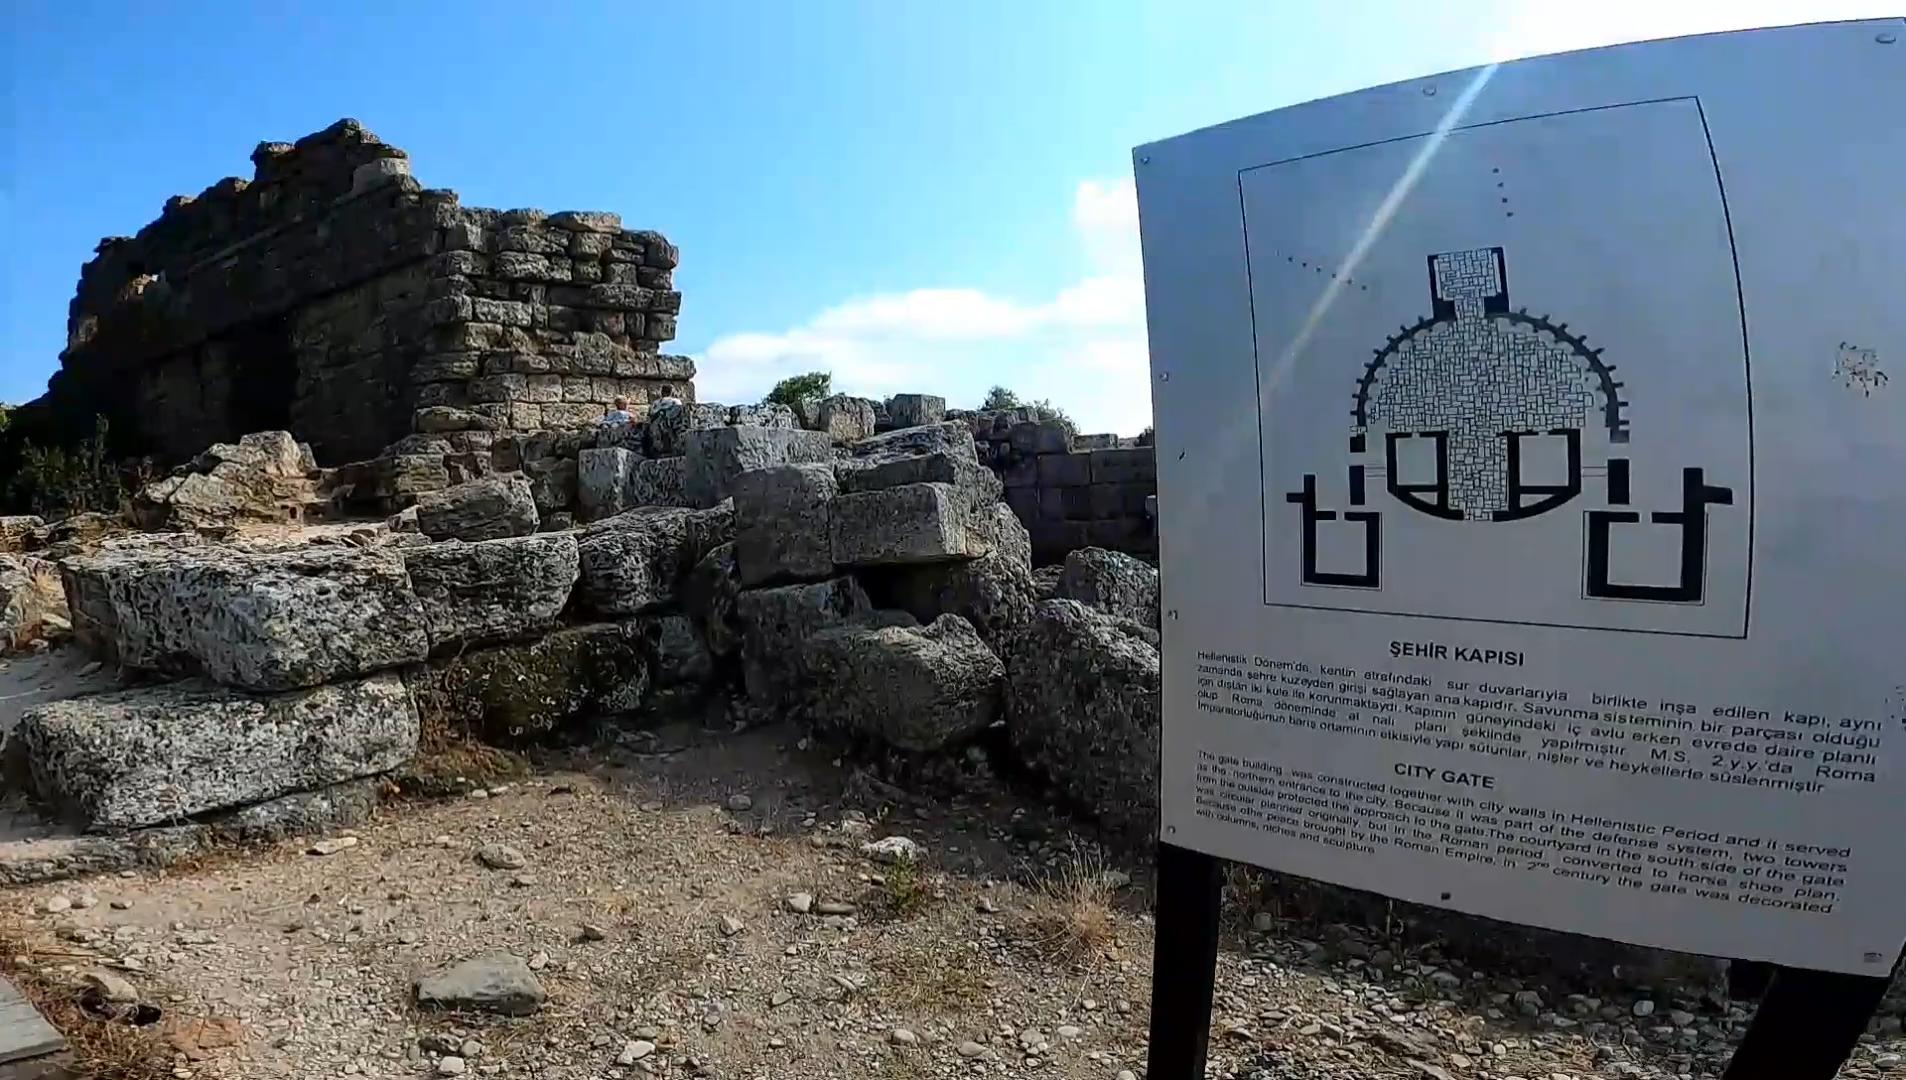 ŞEHİR KAPISI
Hellenistik Dönem'de, kentin etrafındaki sur duvarlarıyla birlikte inşa edilen kapı, aynı
zamanda şehre kuzeyden girişi sağlayan ana kapıdır. Savunma sisteminin bir parçası olduğu
için dıştan iki kule ile korunmaktaydı. Kapının güneyindeki iç avlu erken evrede daire planlı
olup Roma döneminde at nalı planı şeklinde yapılmıştır. M.S. 2.y.y.'da Roma
İmparatorluğunun barış ortamının etkisiyle yapı sütunlar, nişler ve heykellerle süslenmiştir
CITY GATE
The gate building was constructed together with city walls in Hellenistic Period and it served
as the northern entrance to the city. Because it was part of the defense system, two towers
from the outside protected the approach to the gate.The courtyard in the south side of the gate
was circular planned originally, but in the Roman period, converted to horse shoe plan.
Because othe peace brought by the Roman Empire, in 2nd century the gate was decorated
with columns, niches and sculpture.